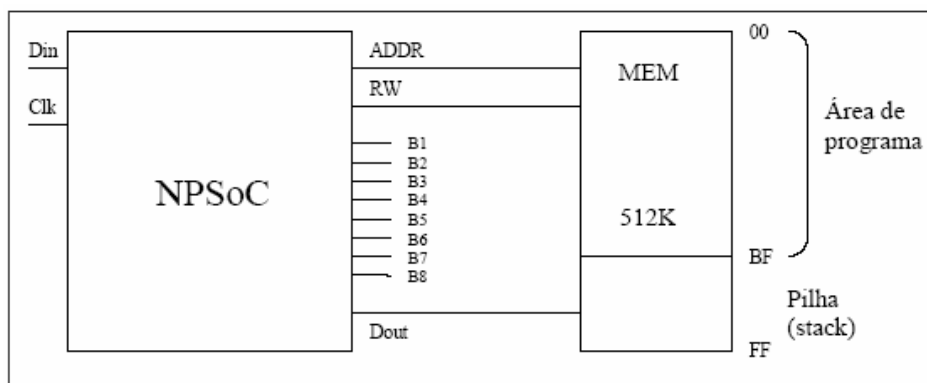 Din
Clk
NPSoC
ADDR
RW
B1
B2
B3
B4
B5
B6
B7
B8
Dout
MEM
512K
00
BF
FF
Área de
programa
Pilha
(stack)